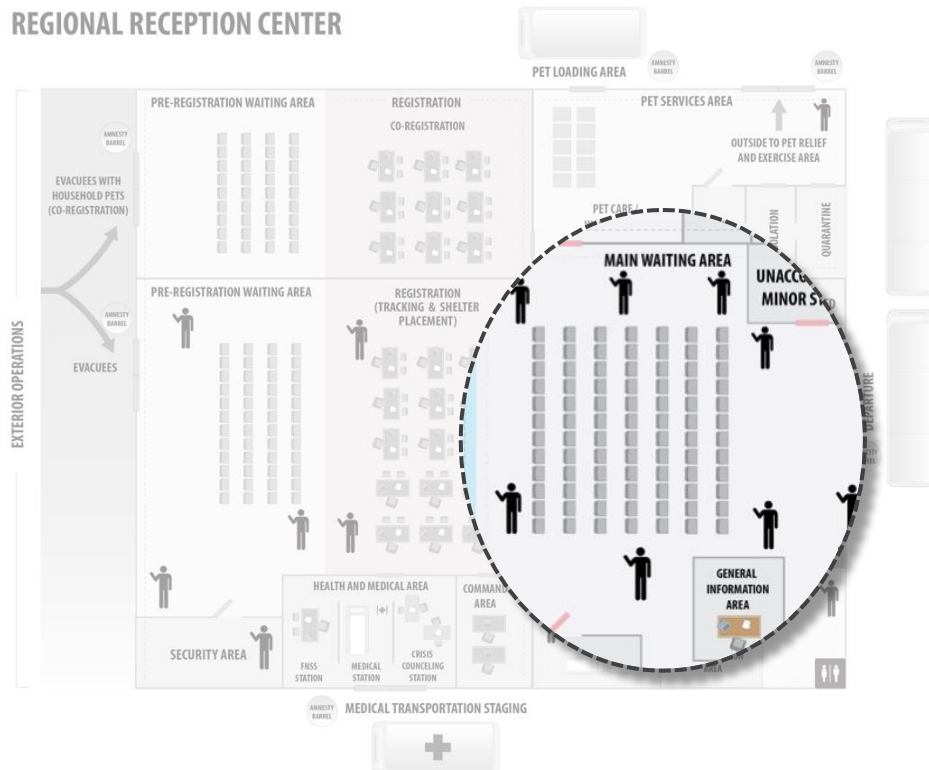 REGIONAL RECEPTION CENTER
PET LOADING AREA
AMNESTY
BARREL
AMNESTY
BARREL
PRE-REGISTRATION WAITING AREA
REGISTRATION
CO-REGISTRATION
PET SERVICES AREA
AMNESTY
BARREL
OUTSIDE TO PET RELIEF
AND EXERCISE AREA
EVACUEES WITH
HOUSEHOLD PETS
(CO-REGISTRATION)
PET CARE /
QUARANTINE
MAIN WAITING AREA
MINOR
PRE-REGISTRATION WAITING AREA
REGISTRATION
(TRACKING & SHELTER
PLACEMENT)
AMNESTY
BARREL
EVACUEES
EXTERIOR OPERATIONS
DEPARTURE
GENERAL
INFORMATION
AREA
HEALTH AND MEDICAL AREA
COMMAND
AREA
SECURITY AREA
FNSS
STATION
MEDICAL
STATION
CRISIS
COUNCELING
STATION
AREA
AMNESTY
BARREL
MEDICAL TRANSPORTATION STAGING